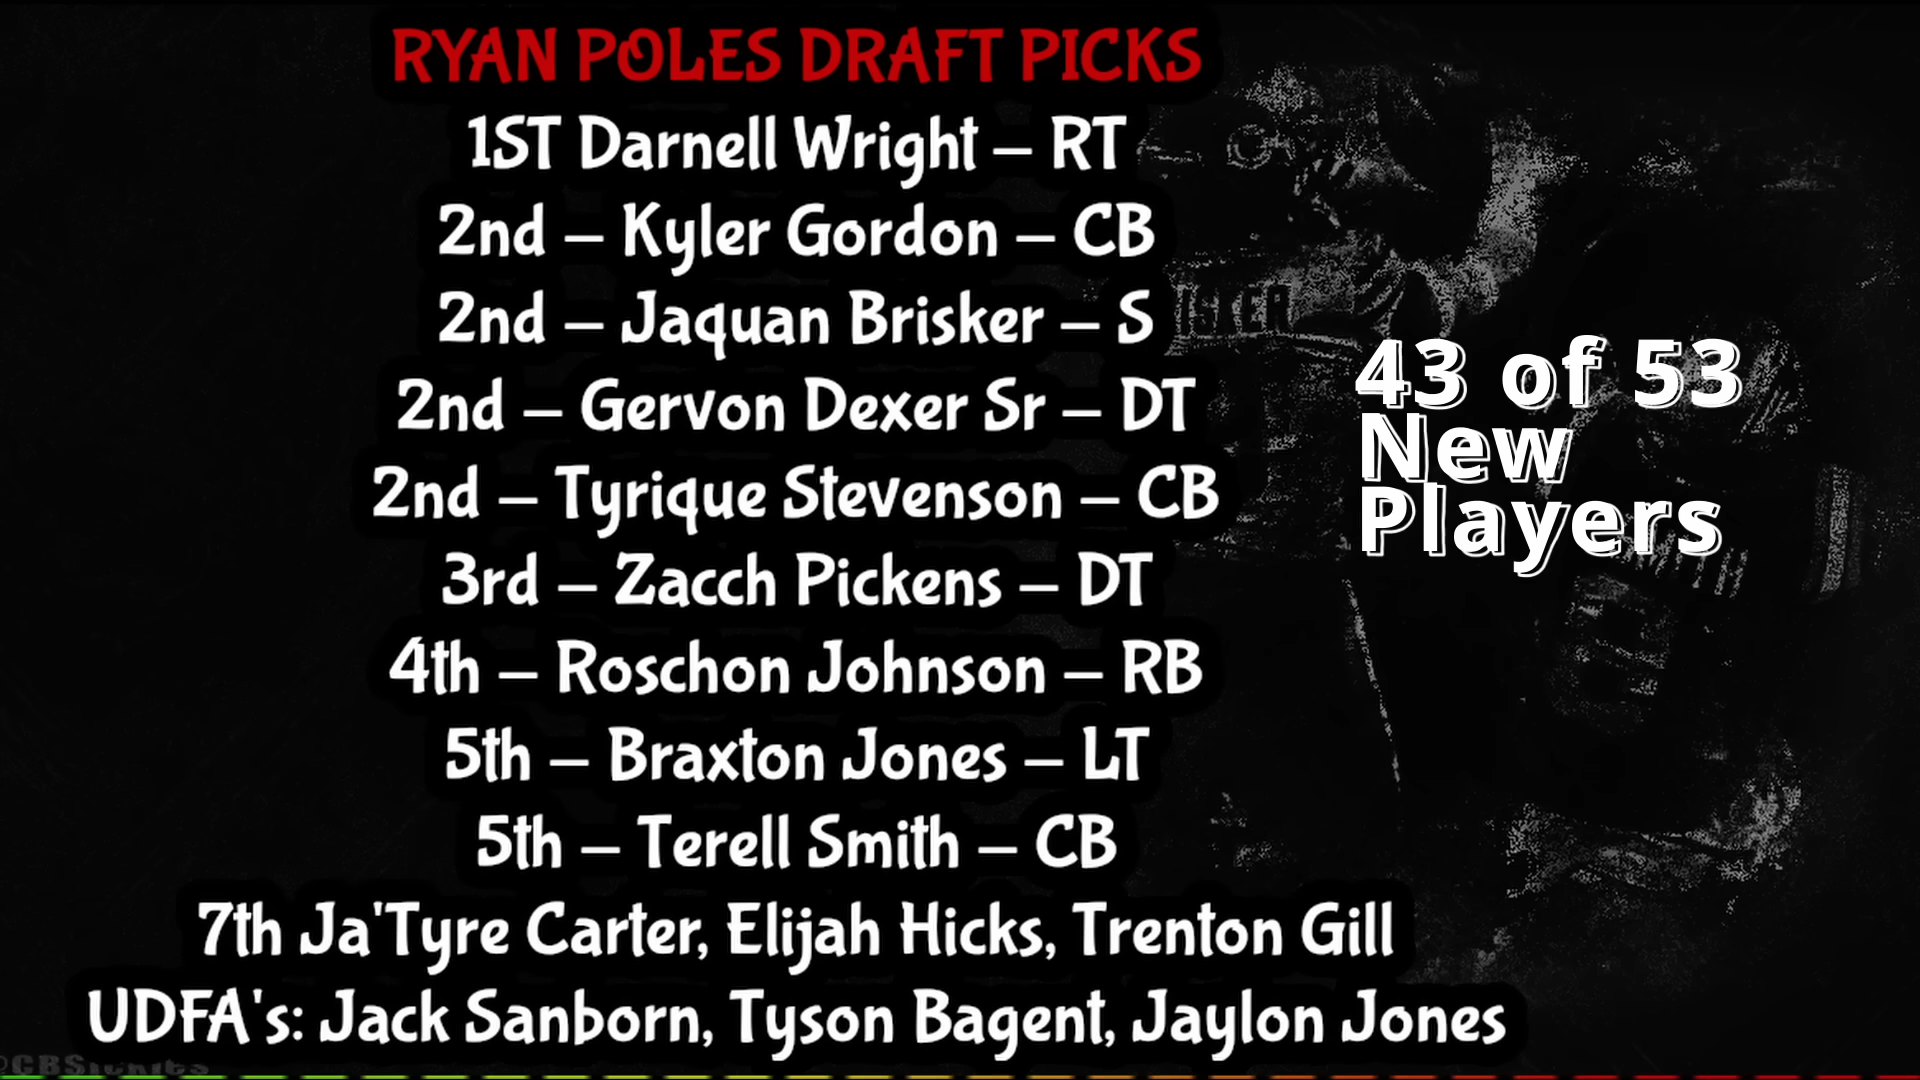 RYAN POLES DRAFT PICKS
1ST Darnell Wright – RT
2nd – Kyler Gordon – CB
2nd – Jaquan Brisker – S
2nd – Gervon Dexer Sr – DT
2nd – Tyrique Stevenson – CB
3rd – Zacch Pickens – DT
4th – Roschon Johnson – RB
5th – Braxton Jones – LT
5th – Terell Smith – CB
7th Ja'Tyre Carter, Elijah Hicks, Trenton Gill
UDFA's: Jack Sanborn, Tyson Bagent, Jaylon Jones
43 of 53
New
Players